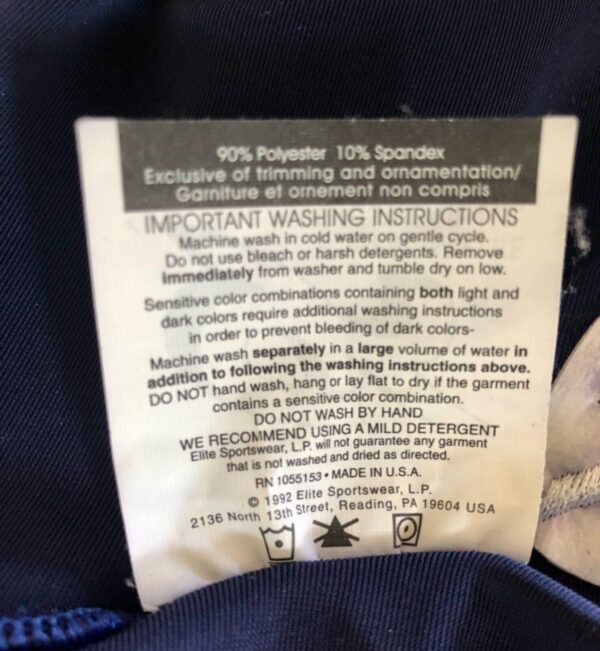 90% Polyester 10% Spandex
Exclusive of trimming and ornamentation/
Garniture et ornement non compris
IMPORTANT WASHING INSTRUCTIONS
Machine wash in cold water on gentle cycle.
Do not use bleach or harsh detergents. Remove
immediately from washer and tumble dry on low.
Sensitive color combinations containing both light and
dark colors require additional washing instructions
in order to prevent bleeding of dark colors-
Machine wash separately in a large volume of water in
addition to following the washing instructions above.
DO NOT hand wash, hang or lay flat to dry if the garment
contains a sensitive color combination.
DO NOT WASH BY HAND
WE RECOMMEND USING A MILD DETERGENT
Elite Sportswear, L.P. will not guarantee any garment
that is not washed and dried as directed.
RN 1055153 • MADE IN U.S.A.
© 1992 Elite Sportswear, L.P.
2136 North 13th Street, Reading, PA 19604 USA